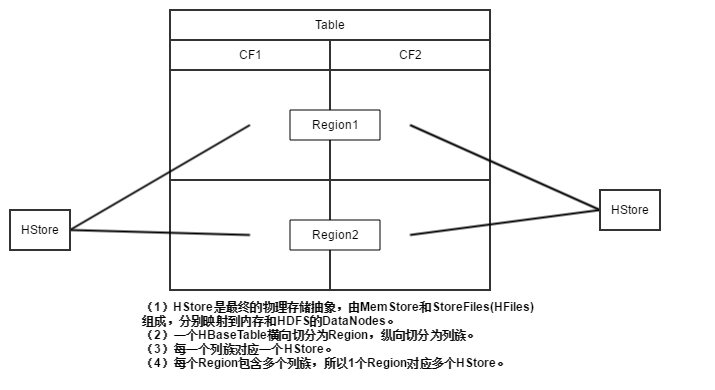 Table
CF1
CF2
Region1
HStore
HStore
Region2
（1）HStore是最终的物理存储抽象，由MemStore和StoreFiles(HFiles)
组成，分别映射到内存和HDFS的DataNodes。
（2）一个HBaseTable横向切分为Region，纵向切分为列族。
（3）每一个列族对应一个HStore。
（4）每个Region包含多个列族，所以1个Region对应多个HStore。